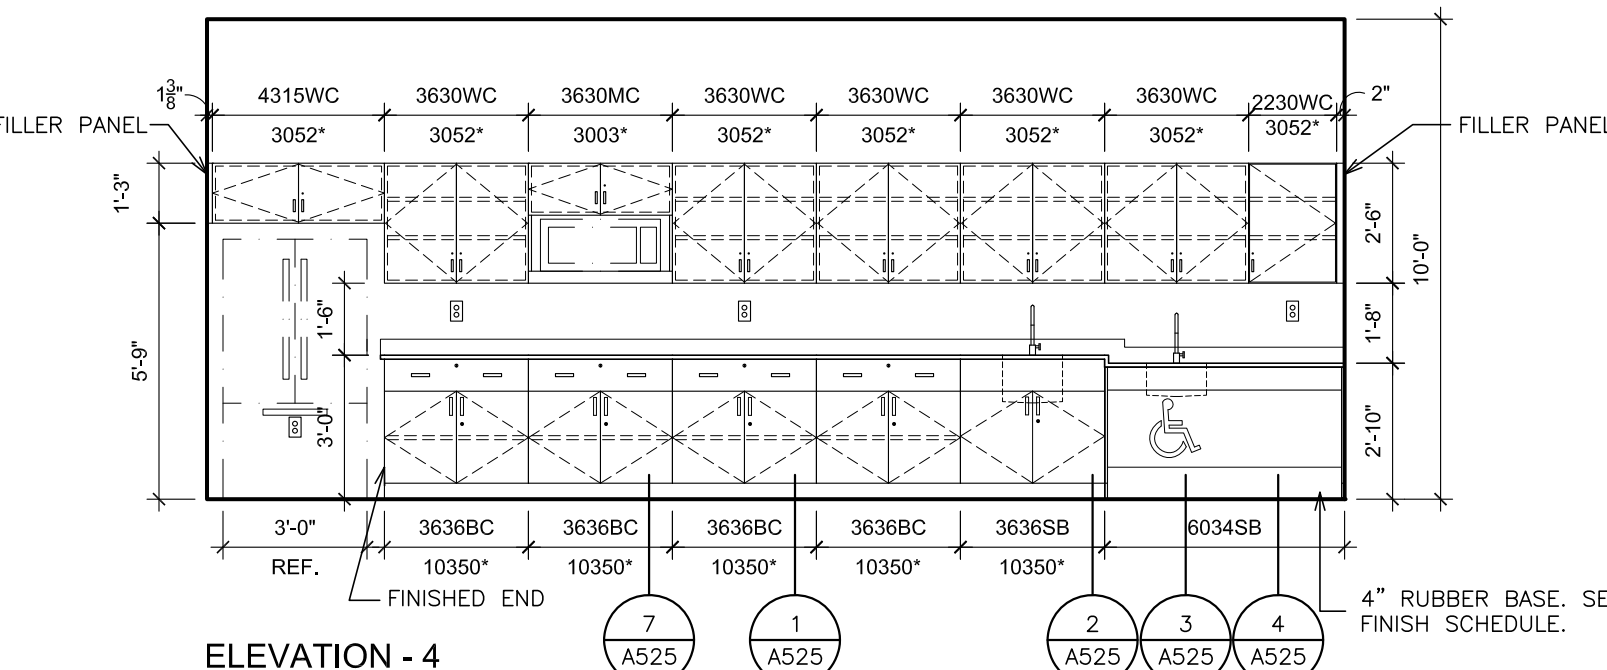 1 3/8" 4315WC 3630WC 3630MC 3630WC 3630WC 3630WC 3630WC 2230WC 2"
FILLER PANEL 3052* 3052* 3003* 3052* 3052* 3052* 3052* 3052* FILLER PANEL
1'-3"
2'-6"
10'-0"
1'-6"
1'-8"
5'-9"
3'-0"
2'-10"
3'-0" 3636BC 3636BC 3636BC 3636BC 3636SB 6034SB
REF. 10350* 10350* 10350* 10350* 10350*
FINISHED END
4" RUBBER BASE. SE
FINISH SCHEDULE.
7 1 2 3 4
A525 A525 A525 A525 A525
ELEVATION - 4